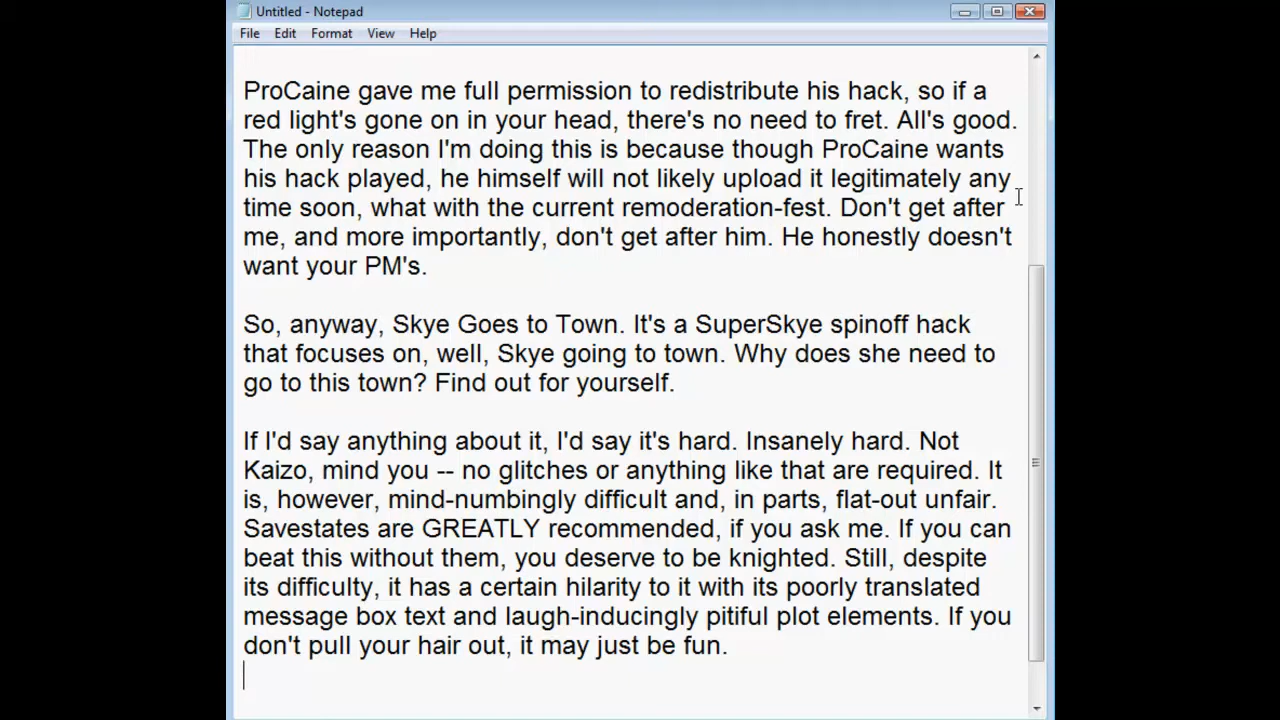 Untitled - Notepad
File Edit Format View Help
ProCaine gave me full permission to redistribute his hack, so if a
red light's gone on in your head, there's no need to fret. All's good.
The only reason I'm doing this is because though ProCaine wants
his hack played, he himself will not likely upload it legitimately any
time soon, what with the current remoderation-fest. Don't get after
me, and more importantly, don't get after him. He honestly doesn't
want your PM's.
So, anyway, Skye Goes to Town. It's a SuperSkye spinoff hack
that focuses on, well, Skye going to town. Why does she need to
go to this town? Find out for yourself.
If I'd say anything about it, I'd say it's hard. Insanely hard. Not
Kaizo, mind you -- no glitches or anything like that are required. It
is, however, mind-numbingly difficult and, in parts, flat-out unfair.
Savestates are GREATLY recommended, if you ask me. If you can
beat this without them, you deserve to be knighted. Still, despite
its difficulty, it has a certain hilarity to it with its poorly translated
message box text and laugh-inducingly pitiful plot elements. If you
don't pull your hair out, it may just be fun.